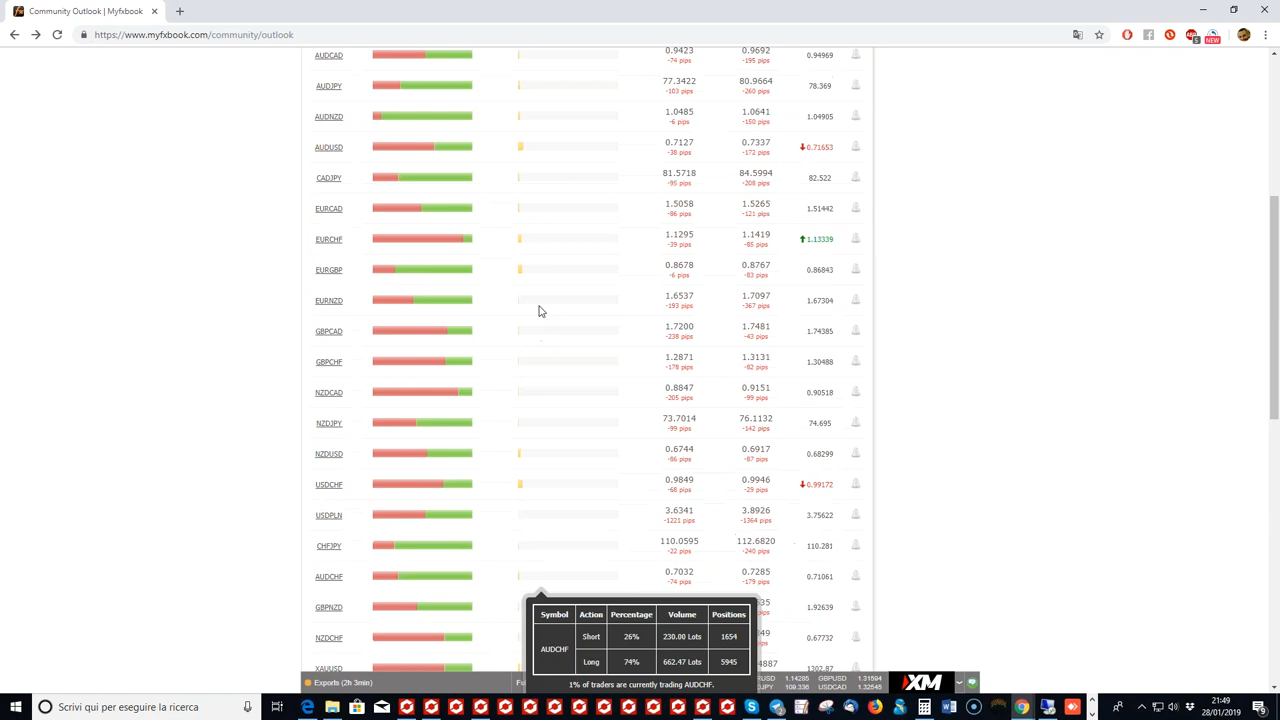 Community Outlook | Myfxbook
https://www.myfxbook.com/community/outlook
5
NEW
AUDCAD 0.9423 -74 pips 0.9692 -195 pips 0.94969
AUDJPY 77.3422 -103 pips 80.9664 -260 pips 78.369
AUDNZD 1.0485 -6 pips 1.0641 -150 pips 1.04905
AUDUSD 0.7127 -38 pips 0.7337 -172 pips 0.71653
CADJPY 81.5718 -95 pips 84.5994 -208 pips 82.522
EURCAD 1.5058 -86 pips 1.5265 -121 pips 1.51442
EURCHF 1.1295 -39 pips 1.1419 -85 pips 1.13339
EURGBP 0.8678 -6 pips 0.8767 -83 pips 0.86843
EURNZD 1.6537 -193 pips 1.7097 -367 pips 1.67304
GBPCAD 1.7200 -238 pips 1.7481 -43 pips 1.74385
GBPCHF 1.2871 -178 pips 1.3131 -82 pips 1.30488
NZDCAD 0.8847 -205 pips 0.9151 -99 pips 0.90518
NZDJPY 73.7014 -99 pips 76.1132 -142 pips 74.695
NZDUSD 0.6744 -86 pips 0.6917 -87 pips 0.68299
USDCHF 0.9849 -68 pips 0.9946 -29 pips 0.99172
USDPLN 3.6341 -1221 pips 3.8926 -1364 pips 3.75622
CHFJPY 110.0595 -22 pips 112.6820 -240 pips 110.281
AUDCHF 0.7032 -74 pips 0.7285 -179 pips 0.71061
GBPNZD 1.92639
NZDCHF 0.67732
XAUUSD 1302.87
Symbol Action Percentage Volume Positions
AUDCHF
Short 26% 230.00 Lots 1654
Long 74% 662.47 Lots 5945
1% of traders are currently trading AUDCHF.
Exports (2h 3min)
1.14285 GBPUSD 1.31594
109.336 USDCAD 1.32545
XM
Scrivi qui per eseguire la ricerca
21:49
28/01/2019